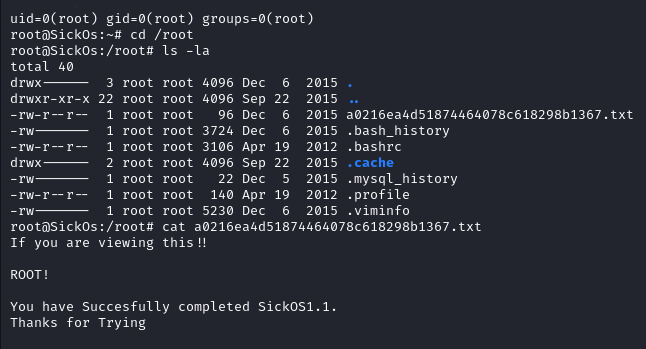 uid=0(root) gid=0(root) groups=0(root)
root@SickOs:~# cd /root
root@SickOs:/root# ls -la
total 40
drwx------  3 root root 4096 Dec  6  2015 .
drwxr-xr-x 22 root root 4096 Sep 22  2015 ..
-rw-r--r--  1 root root   96 Dec  6  2015 a0216ea4d51874464078c618298b1367.txt
-rw-------  1 root root 3724 Dec  6  2015 .bash_history
-rw-r--r--  1 root root 3106 Apr 19  2012 .bashrc
drwx------  2 root root 4096 Sep 22  2015 .cache
-rw-------  1 root root   22 Dec  5  2015 .mysql_history
-rw-r--r--  1 root root  140 Apr 19  2012 .profile
-rw-------  1 root root 5230 Dec  6  2015 .viminfo
root@SickOs:/root# cat a0216ea4d51874464078c618298b1367.txt
If you are viewing this!!
ROOT!
You have Succesfully completed SickOS1.1.
Thanks for Trying